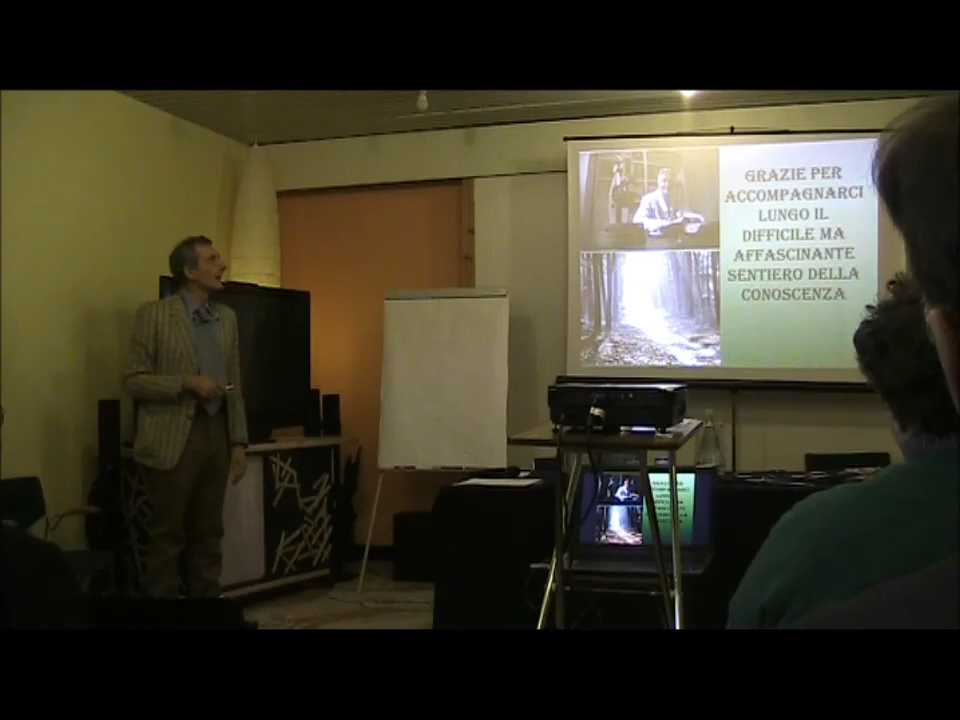 GRAZIE PER
ACCOMPAGNARCI
LUNGO IL
DIFFICILE MA
AFFASCINANTE
SENTIERO DELLA
CONOSCENZA